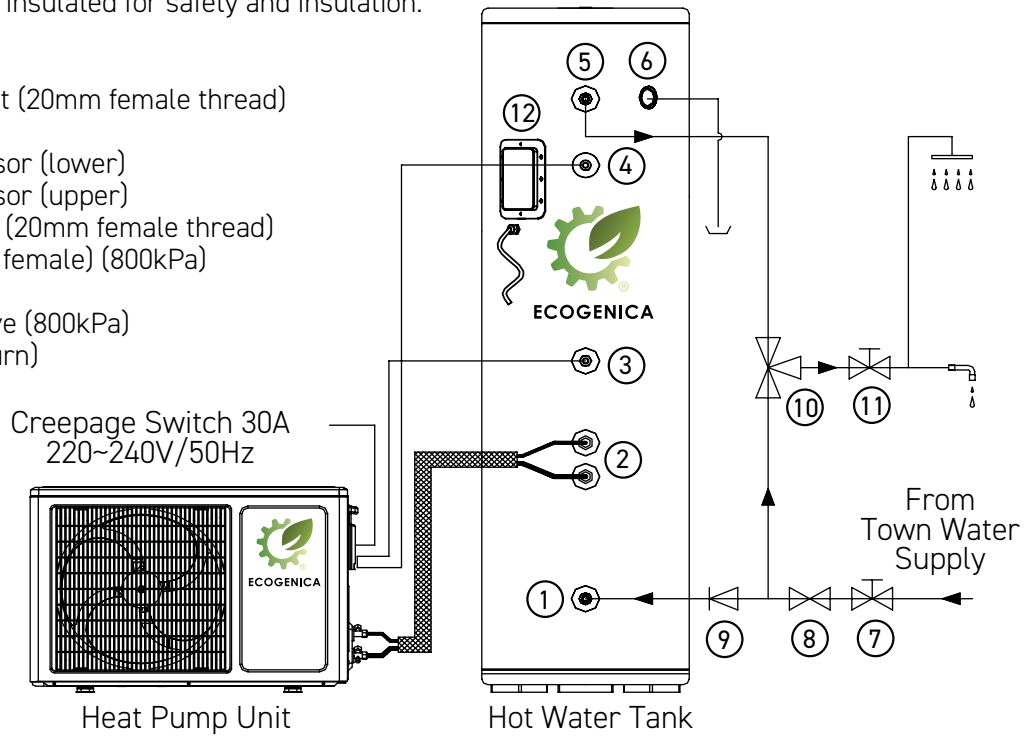 insulated for safety and insulation.
t (20mm female thread)
sor (lower)
sor (upper)
(20mm female thread)
female) (800kPa)
ve (800kPa)
urn)
Creepage Switch 30A
220~240V/50Hz
5
6
12
4
ECOGENICA
®
3
2
10
11
From
Town Water
Supply
ECOGENICA
1
9
8
7
Heat Pump Unit
Hot Water Tank